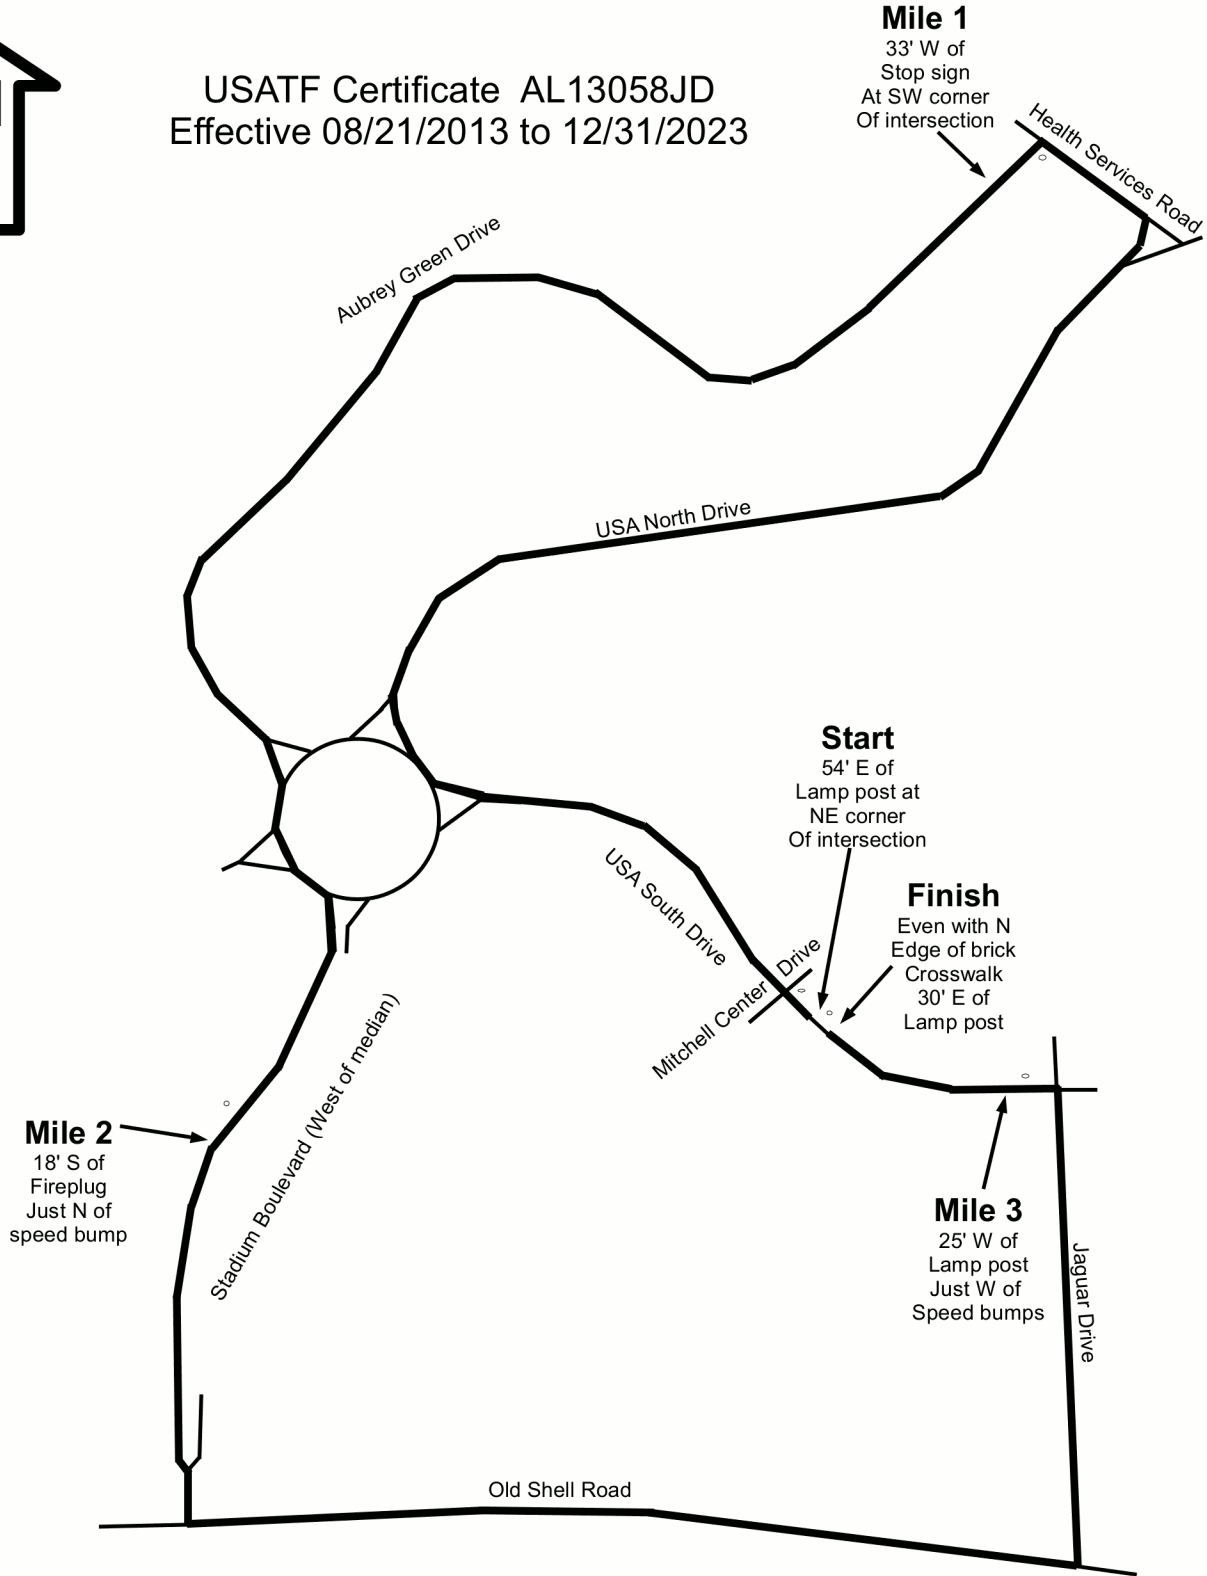 Mile 1
33' W of
Stop sign
At SW corner
Of intersection
USATF Certificate AL13058JD
Effective 08/21/2013 to 12/31/2023
Health Services Road
Aubrey Green Drive
USA North Drive
Start
54' E of
Lamp post at
NE corner
Of intersection
USA South Drive
Finish
Even with N
Edge of brick
Crosswalk
30' E of
Lamp post
Mitchell Center Drive
Mile 2
18' S of
Fireplug
Just N of
speed bump
Stadium Boulevard (West of median)
Mile 3
25' W of
Lamp post
Just W of
Speed bumps
Jaguar Drive
Old Shell Road